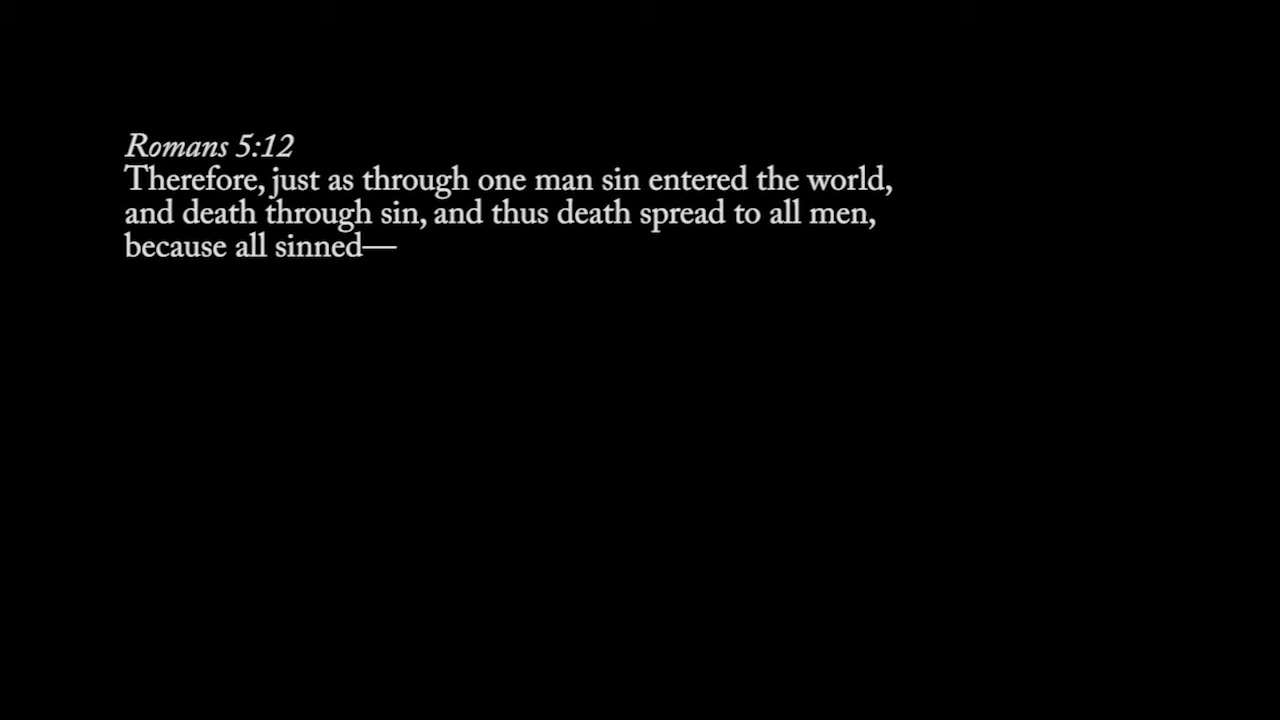 Romans 5:12
Therefore, just as through one man sin entered the world,
and death through sin, and thus death spread to all men,
because all sinned—